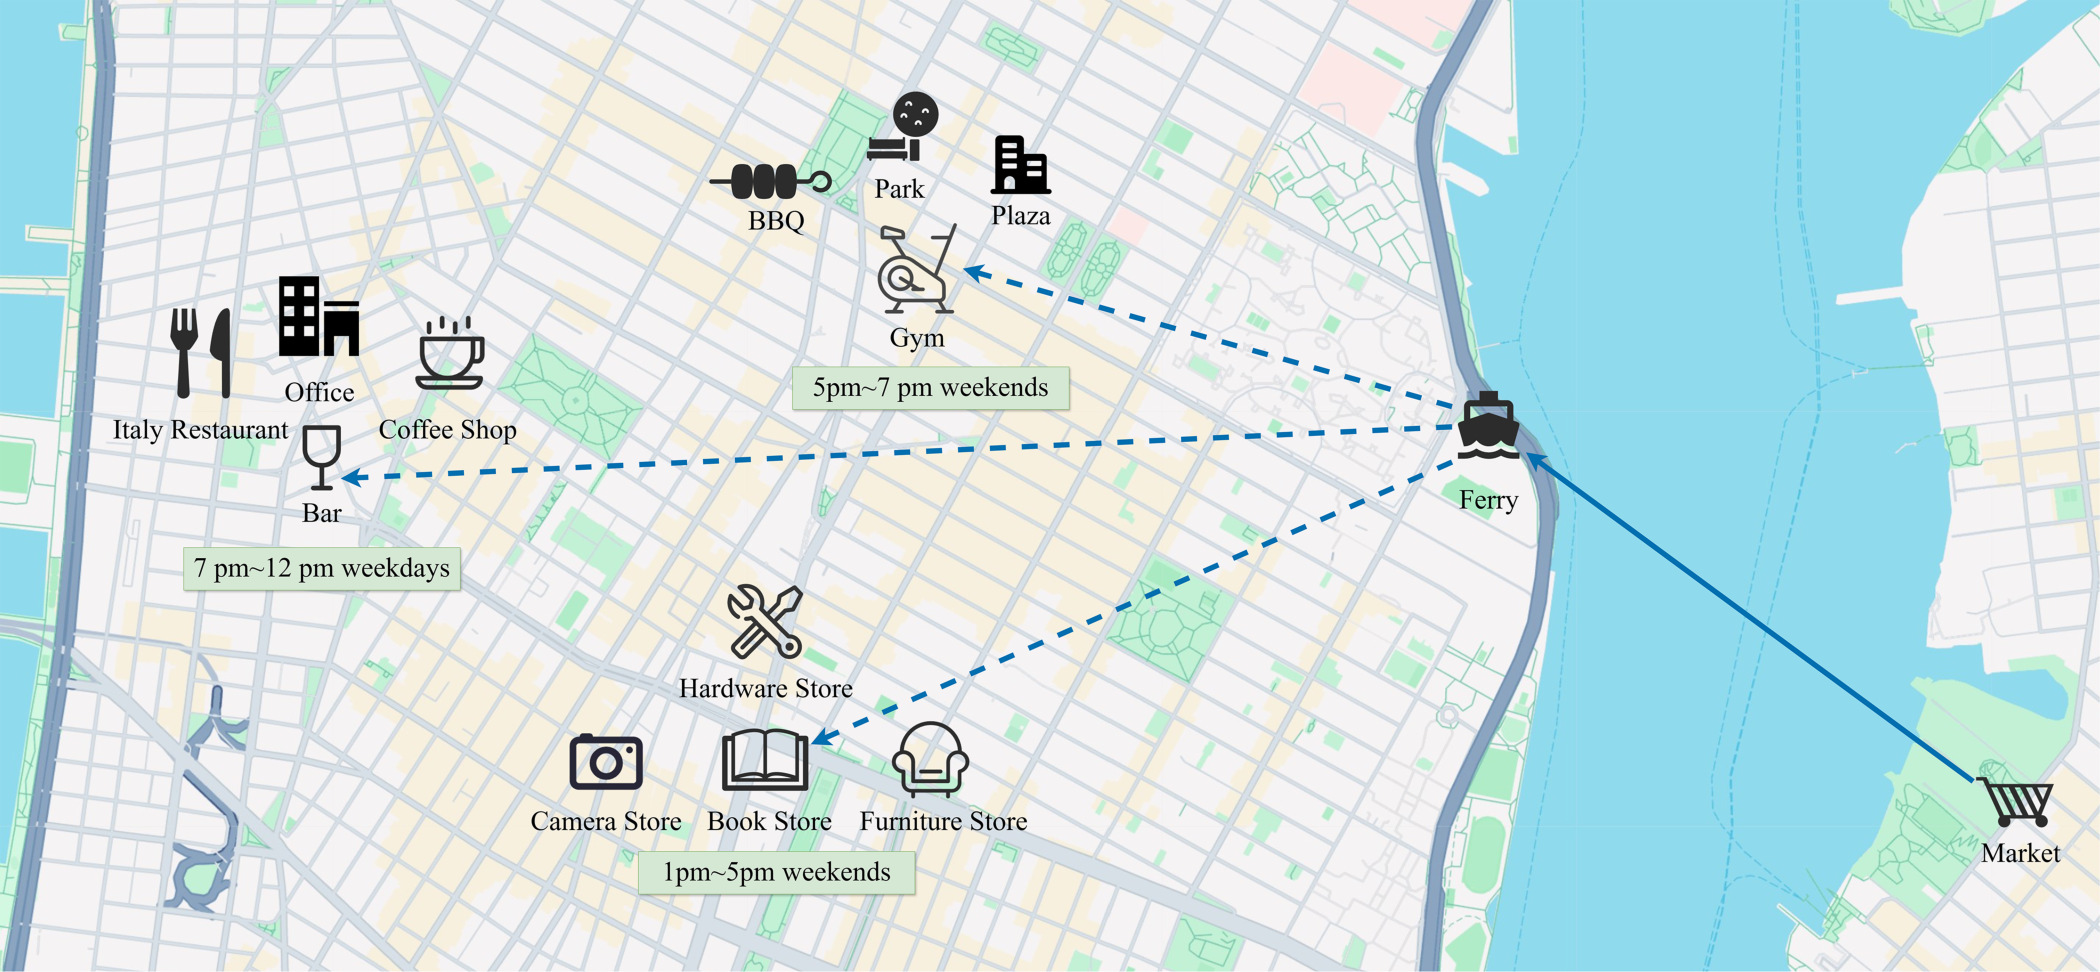 Park
BBQ
Plaza
Gym
5pm~7 pm weekends
Office
Italy Restaurant
Coffee Shop
Bar
7 pm~12 pm weekdays
Ferry
Hardware Store
Camera Store
Book Store
Furniture Store
1pm~5pm weekends
Market